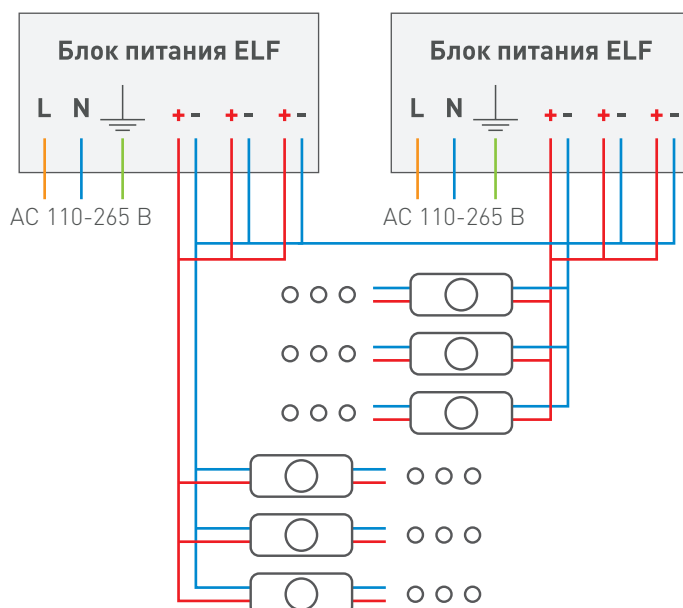 Блок питания ELF
L N + - + - + -
AC 110-265 В
Блок питания ELF
L N + - + - + -
AC 110-265 В